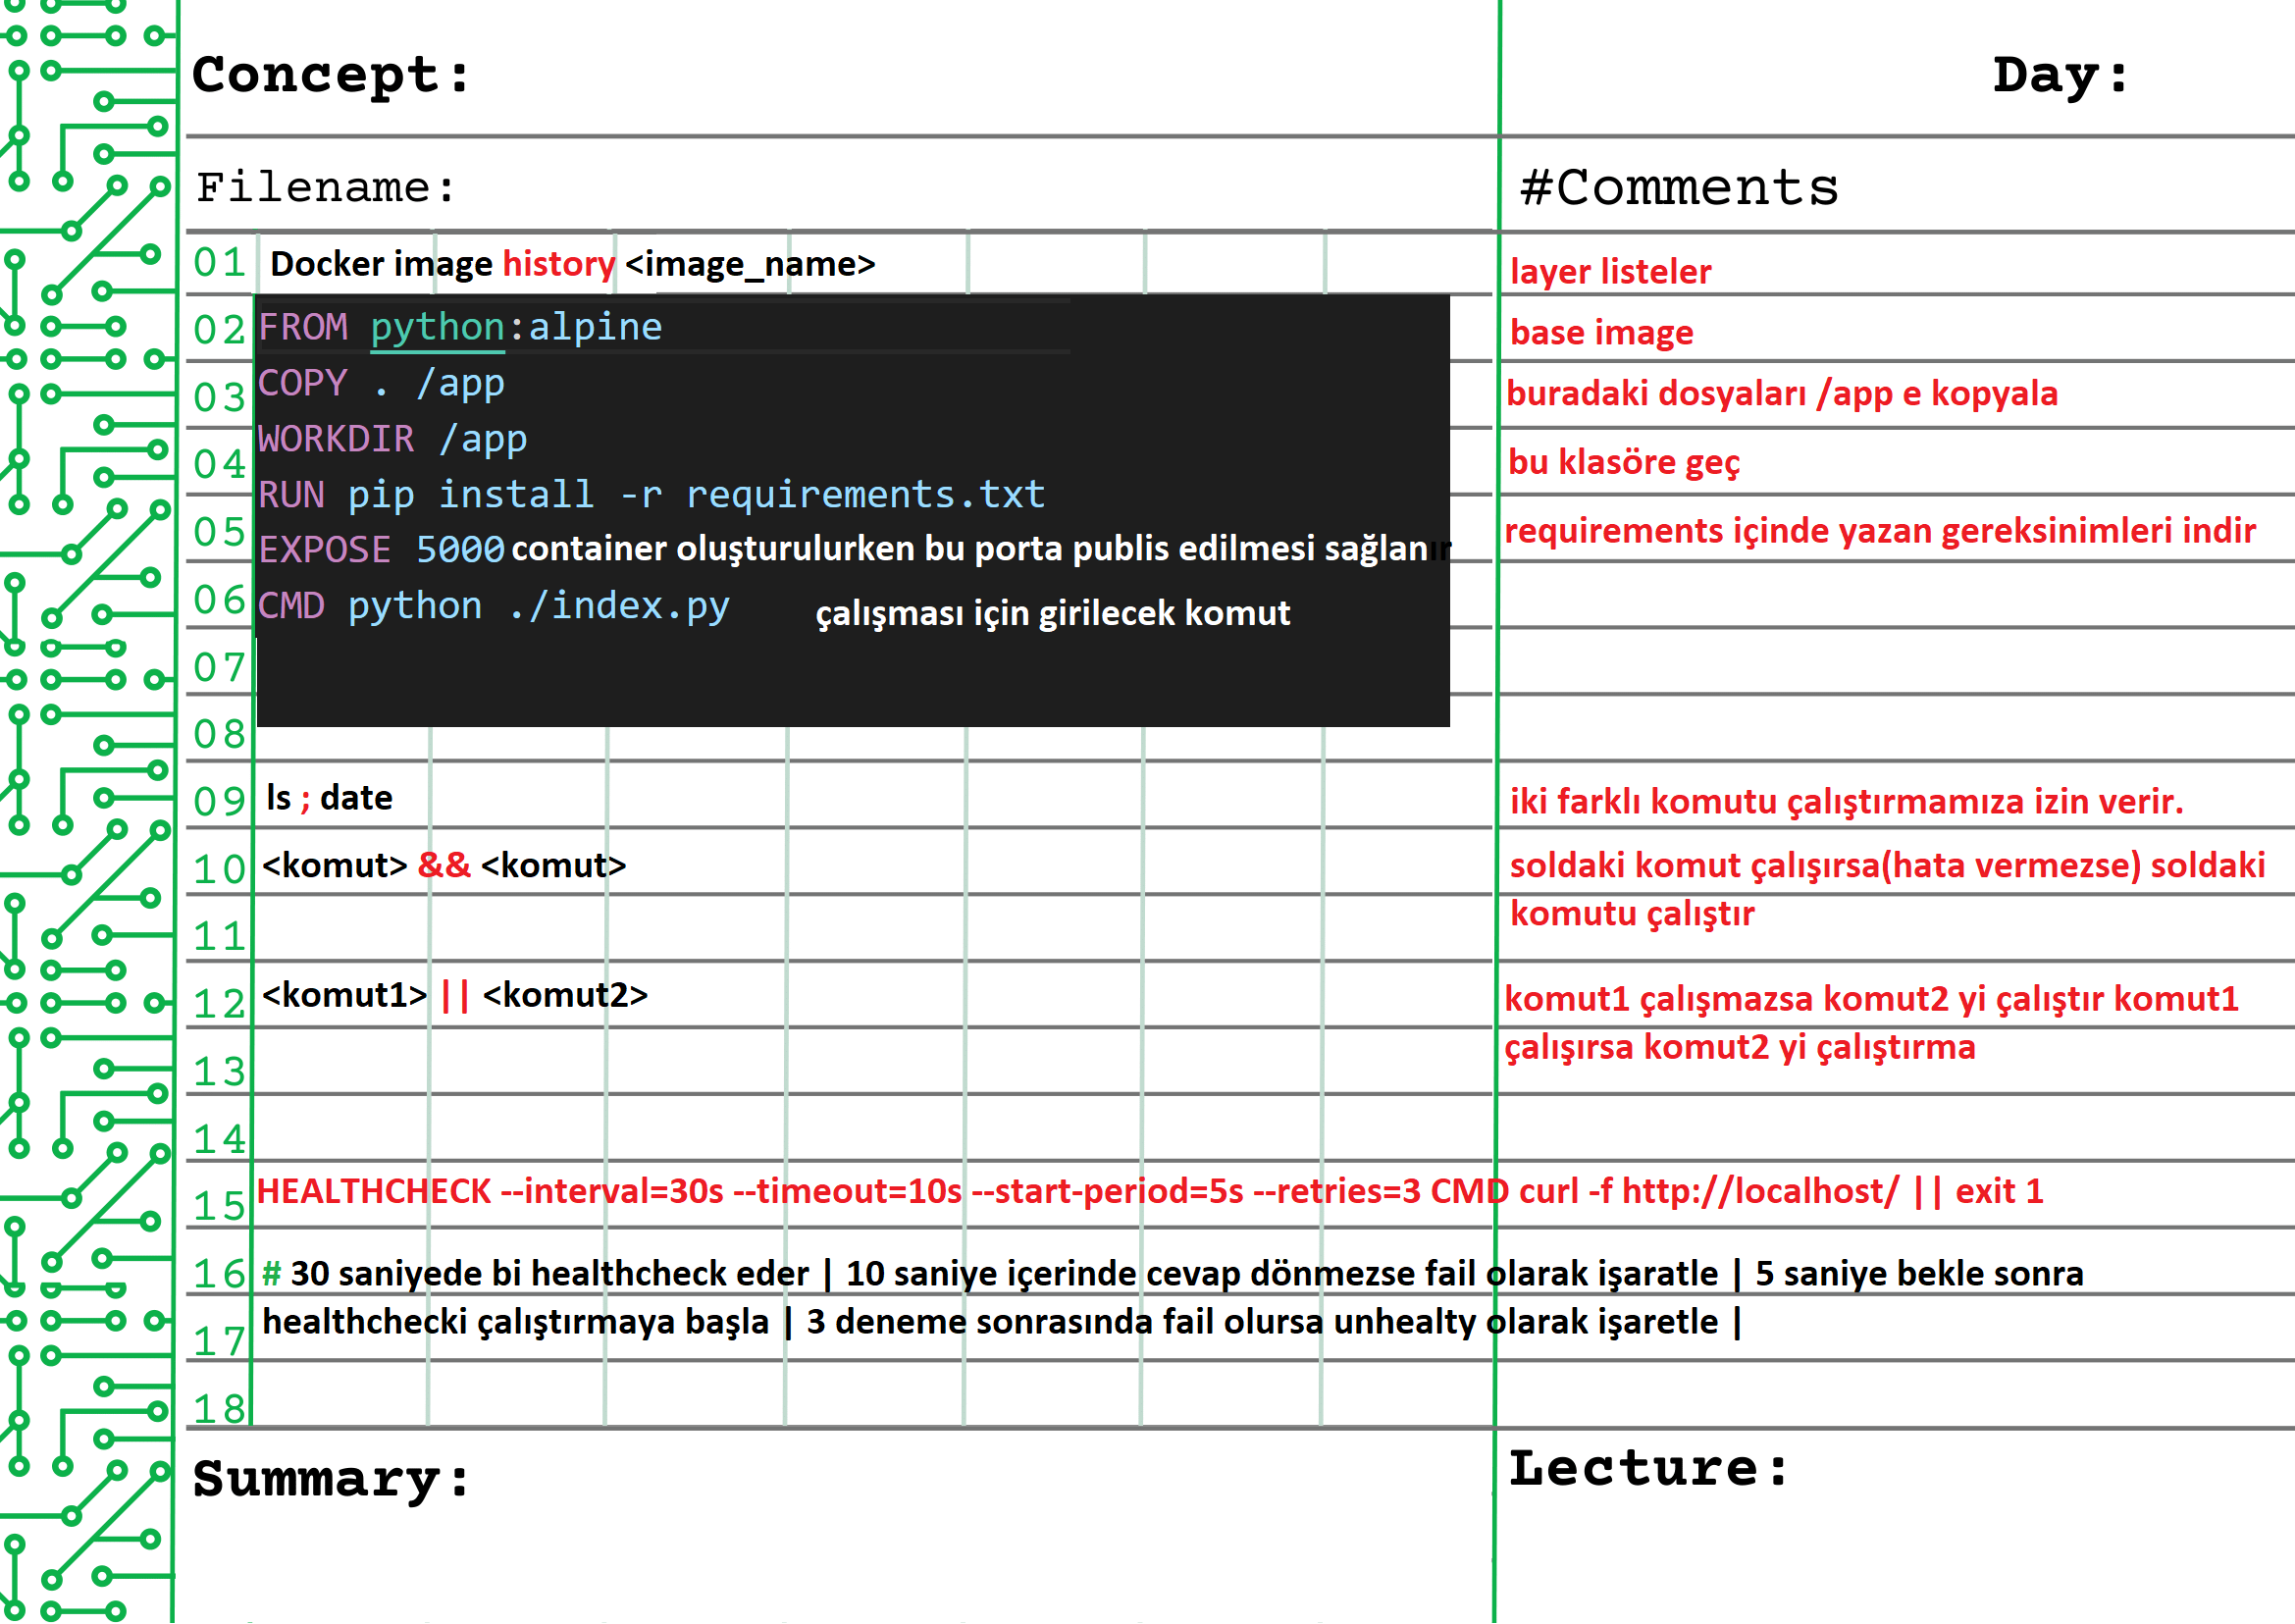 Concept: Day:
Filename: #Comments
01 Docker image history <image_name> layer listeler
02 FROM python:alpine base image
03 COPY . /app buradaki dosyaları /app e kopyala
04 WORKDIR /app bu klasöre geç
05 RUN pip install -r requirements.txt requirements içinde yazan gereksinimleri indir
EXPOSE 5000 container oluşturulurken bu porta publis edilmesi sağlanır
06 CMD python ./index.py çalışması için girilecek komut
07
08
09 ls ; date iki farklı komutu çalıştırmamıza izin verir.
10 <komut> && <komut> soldaki komut çalışırsa(hata vermezse) soldaki
11 komutu çalıştır
12 <komut1> || <komut2> komut1 çalışmazsa komut2 yi çalıştır komut1
13 çalışırsa komut2 yi çalıştırma
14
15 HEALTHCHECK --interval=30s --timeout=10s --start-period=5s --retries=3 CMD curl -f http://localhost/ || exit 1
16 # 30 saniyede bi healthcheck eder | 10 saniye içerinde cevap dönmezse fail olarak işaratle | 5 saniye bekle sonra
17 healthchecki çalıştırmaya başla | 3 deneme sonrasında fail olursa unhealty olarak işaretle |
18
Summary: Lecture: